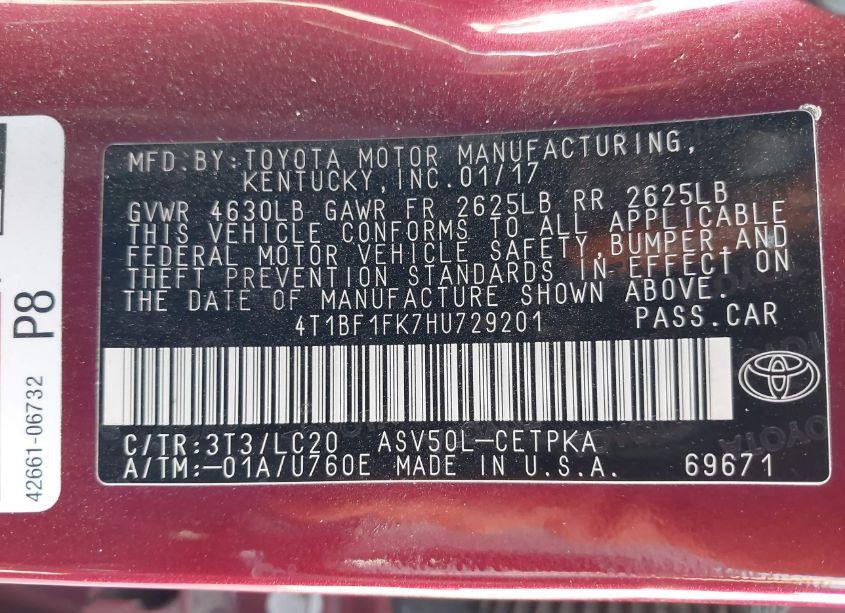 MFD.BY:TOYOTA MOTOR MANUFACTURING,
KENTUCKY,INC.01/17
GVWR 4630LB GAWR FR 2625LB RR 2625LB
THIS VEHICLE CONFORMS TO ALL APPLICABLE
FEDERAL MOTOR VEHICLE SAFETY,BUMPER,AND
THEFT PREVENTION STANDARDS IN EFFECT ON
THE DATE OF MANUFACTURE SHOWN ABOVE.
4T1BF1FK7HU729201 PASS.CAR
C/TR:3T3/LC20 ASV50L-CETPKA
A/TM:-01A/U760E MADE IN U.S.A. 69671
P8
42661-06732